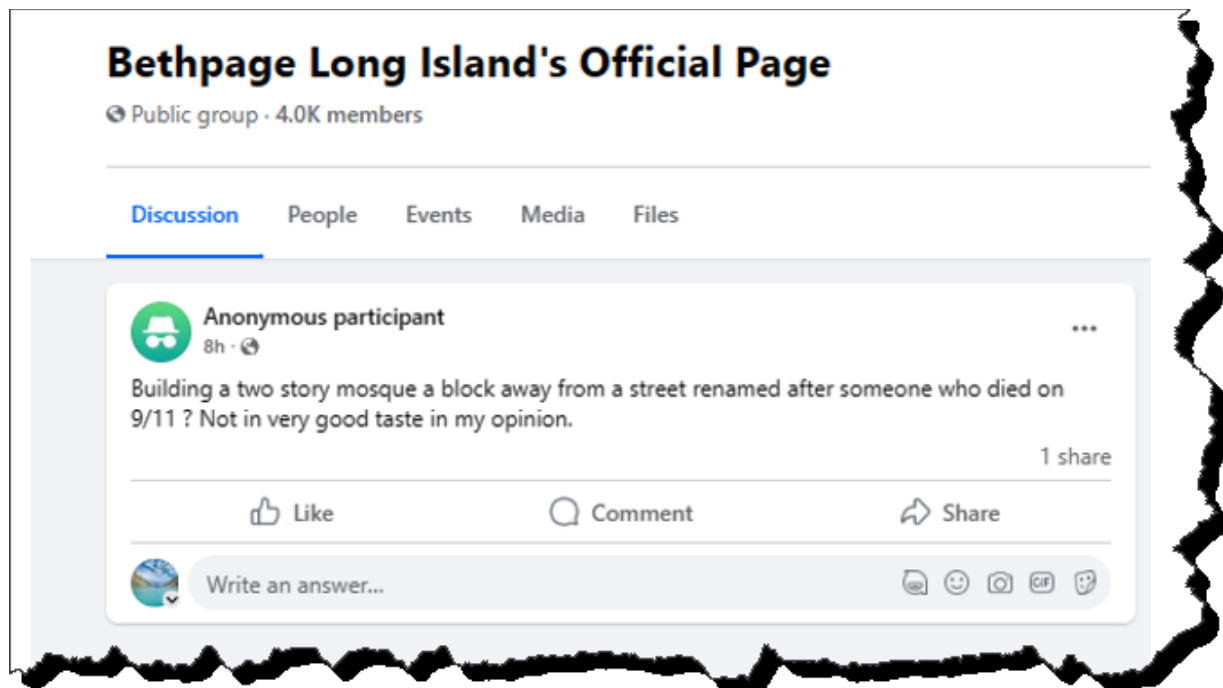 Bethpage Long Island's Official Page
Public group · 4.0K members
Discussion People Events Media Files
Anonymous participant
8h ·
Building a two story mosque a block away from a street renamed after someone who died on
9/11 ? Not in very good taste in my opinion.
1 share
Like Comment Share
Write an answer...
GIF